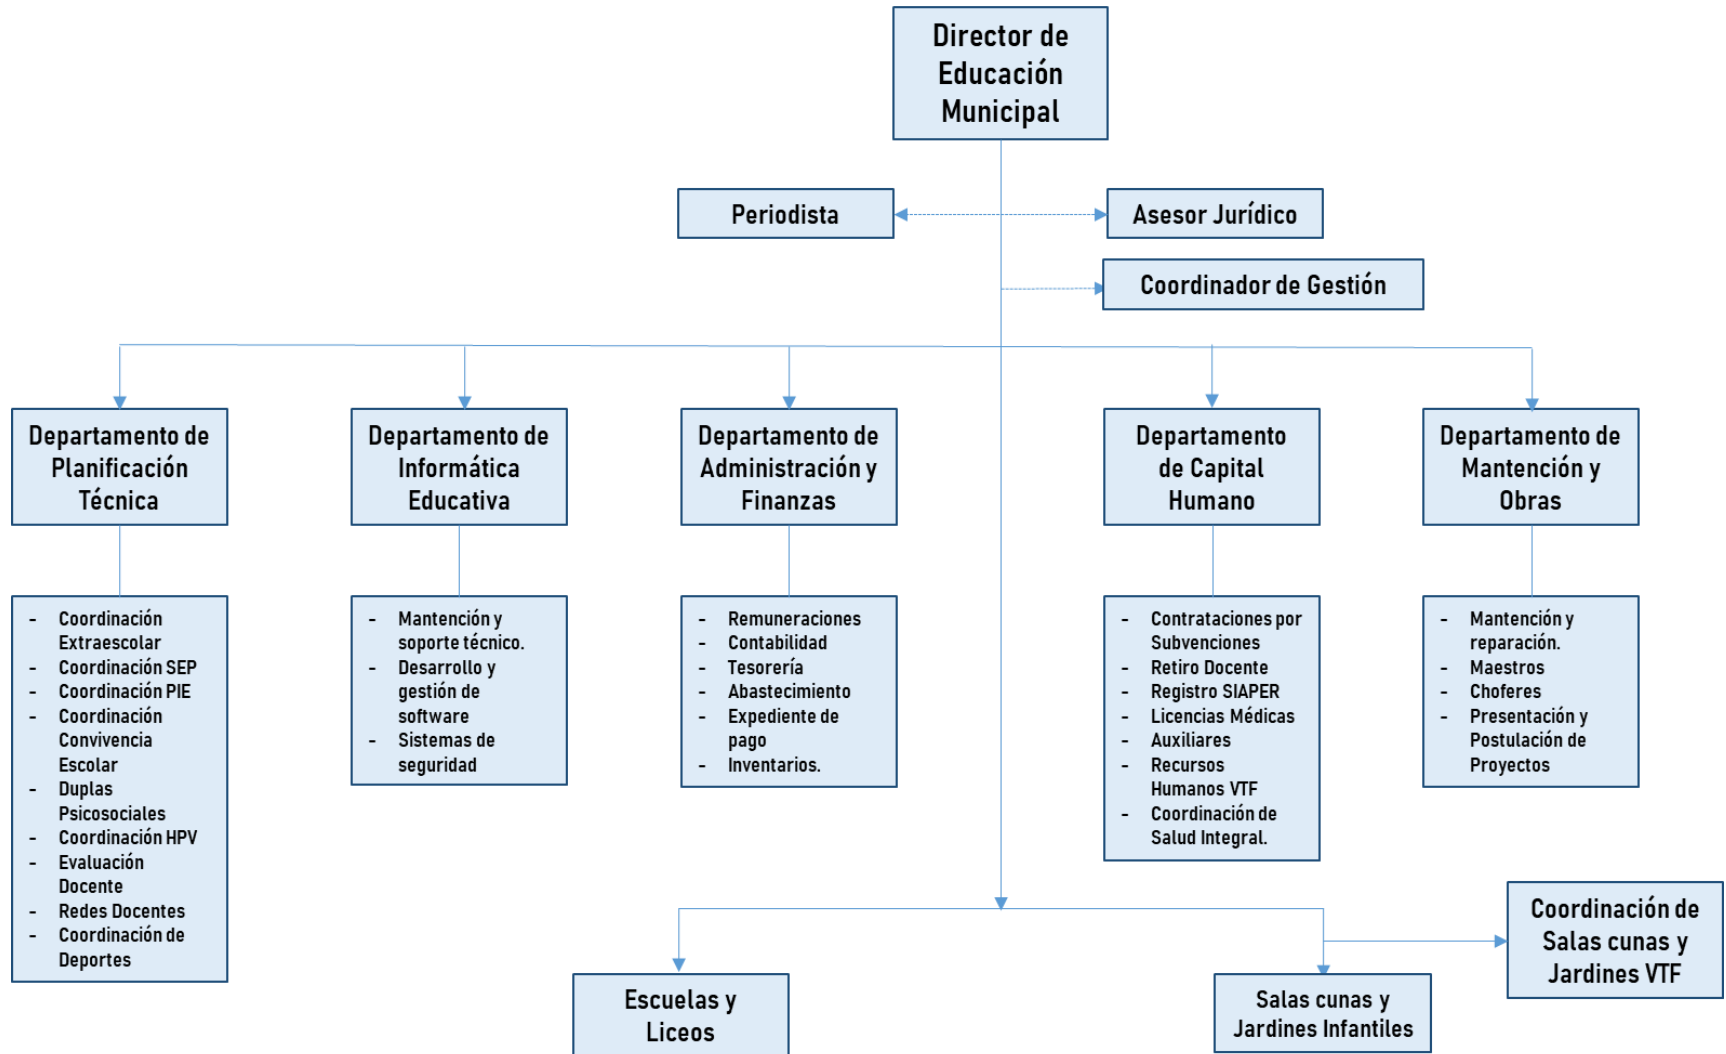 Director de
Educación
Municipal
Periodista
Asesor Jurídico
Coordinador de Gestión
Departamento de
Planificación
Técnica
Departamento de
Informática
Educativa
Departamento de
Administración y
Finanzas
Departamento
de Capital
Humano
Departamento de
Mantención y
Obras
- Coordinación
Extraescolar
- Coordinación SEP
- Coordinación PIE
- Coordinación
Convivencia
Escolar
- Duplas
Psicosociales
- Coordinación HPV
- Evaluación
Docente
- Redes Docentes
- Coordinación de
Deportes
- Mantención y
soporte técnico.
- Desarrollo y
gestión de
software
- Sistemas de
seguridad
- Remuneraciones
- Contabilidad
- Tesorería
- Abastecimiento
- Expediente de
pago
- Inventarios.
- Contrataciones por
Subvenciones
- Retiro Docente
- Registro SIAPER
- Licencias Médicas
- Auxiliares
- Recursos
Humanos VTF
- Coordinación de
Salud Integral.
- Mantención y
reparación.
- Maestros
- Choferes
- Presentación y
Postulación de
Proyectos
Coordinación de
Salas cunas y
Jardines VTF
Escuelas y
Liceos
Salas cunas y
Jardines Infantiles